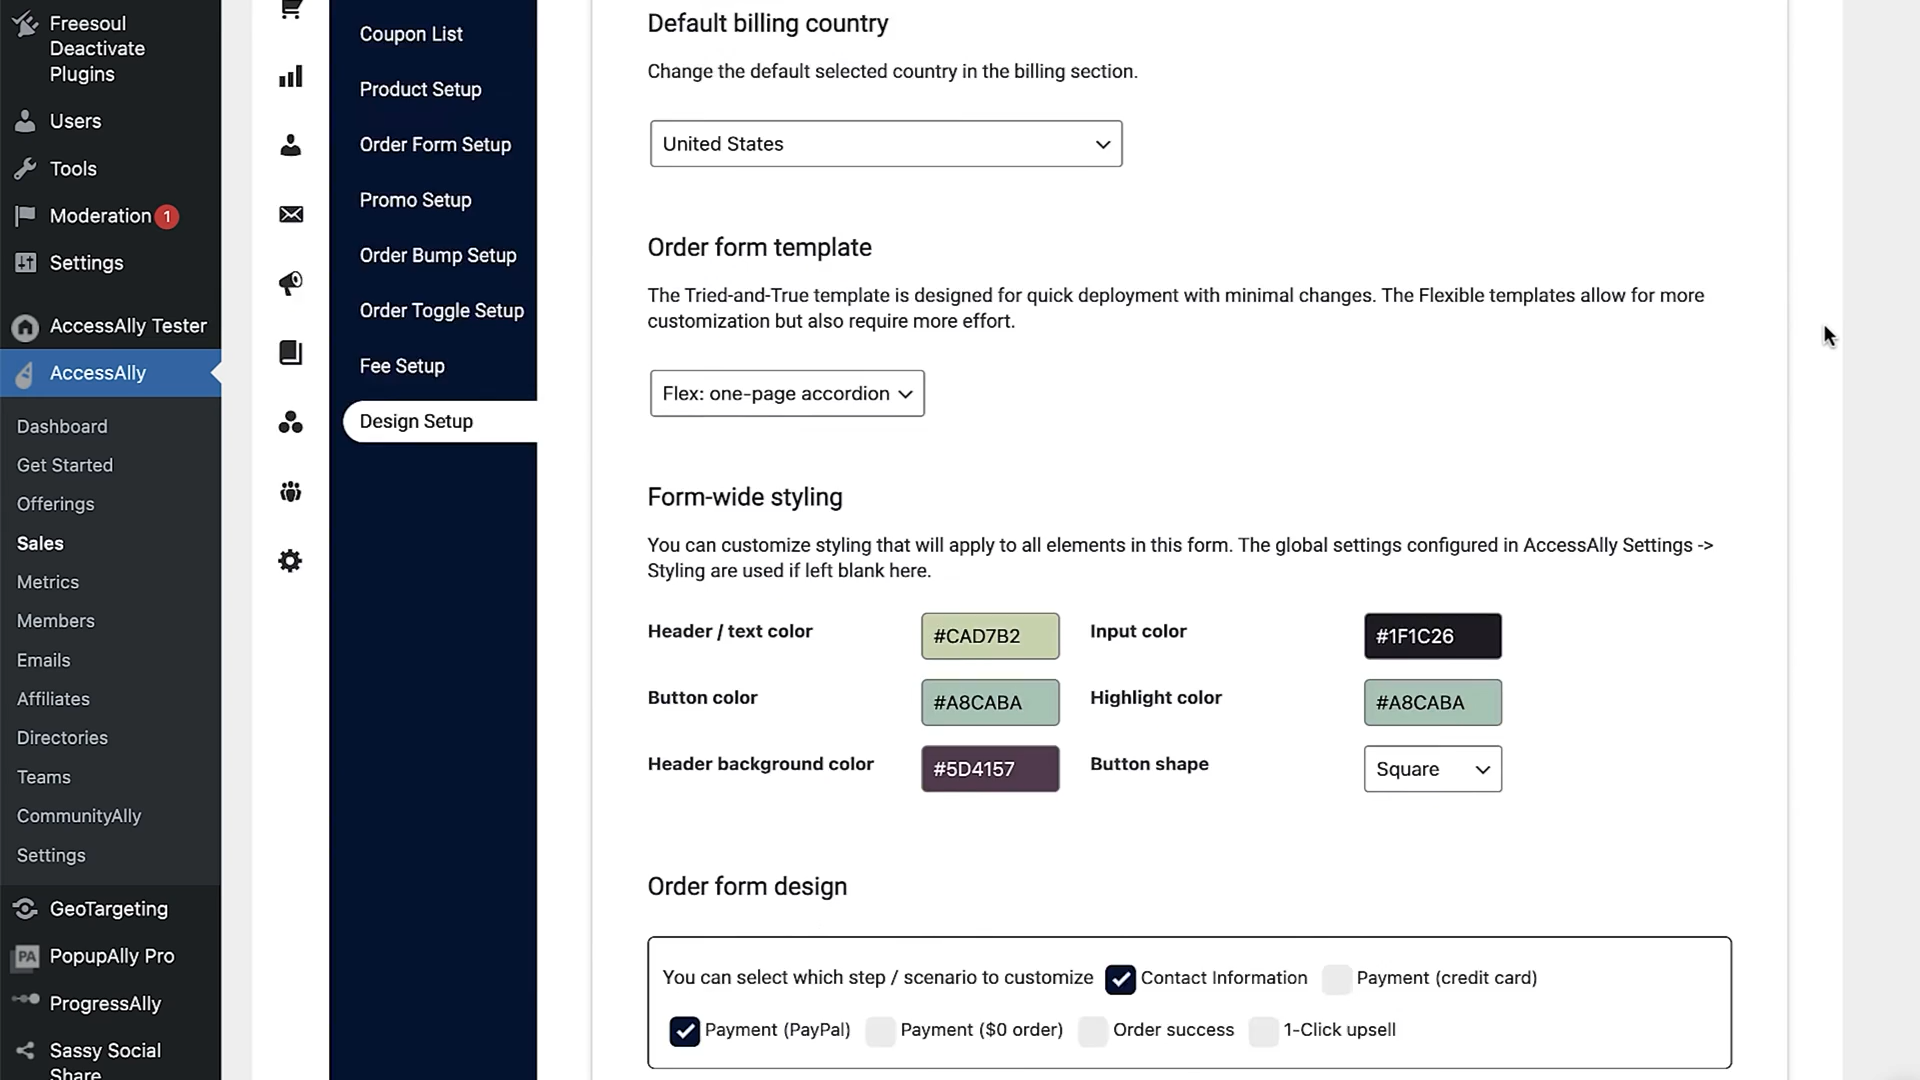 Freesoul
Deactivate
Plugins
Users
Tools
Moderation 1
Settings
AccessAlly Tester
AccessAlly
Dashboard
Get Started
Offerings
Sales
Metrics
Members
Emails
Affiliates
Directories
Teams
CommunityAlly
Settings
GeoTargeting
PA PopupAlly Pro
ProgressAlly
Sassy Social
Share
Coupon List
Product Setup
Order Form Setup
Promo Setup
Order Bump Setup
Order Toggle Setup
Fee Setup
Design Setup
Default billing country
Change the default selected country in the billing section.
United States
Order form template
The Tried-and-True template is designed for quick deployment with minimal changes. The Flexible templates allow for more
customization but also require more effort.
Flex: one-page accordion
Form-wide styling
You can customize styling that will apply to all elements in this form. The global settings configured in AccessAlly Settings ->
Styling are used if left blank here.
Header / text color #CAD7B2 Input color #1F1C26
Button color #A8CABA Highlight color #A8CABA
Header background color #5D4157 Button shape Square
Order form design
You can select which step / scenario to customize Contact Information Payment (credit card)
Payment (PayPal) Payment ($0 order) Order success 1-Click upsell